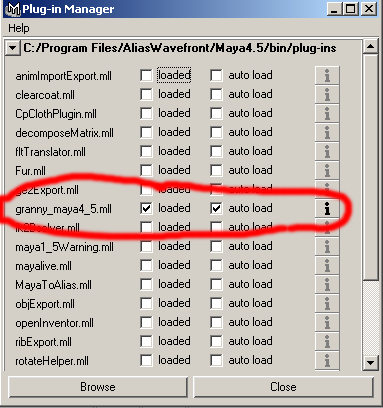 Plug-in Manager
Help
C:/Program Files/AliasWavefront/Maya4.5/bin/plug-ins
animImportExport.mll loaded auto load i
clearcoat.mll loaded auto load i
CpClothPlugin.mll loaded auto load i
decomposeMatrix.mll loaded auto load i
fltTranslator.mll loaded auto load i
Fur.mll loaded auto load i
ge2Export.mll loaded auto load i
granny_maya4_5.mll loaded auto load i
ik2Bsolver.mll loaded auto load i
maya1_5Warning.mll loaded auto load i
mayalive.mll loaded auto load i
MayaToAlias.mll loaded auto load i
objExport.mll loaded auto load i
openInventor.mll loaded auto load i
ribExport.mll loaded auto load i
rotateHelper.mll loaded auto load i
Browse Close